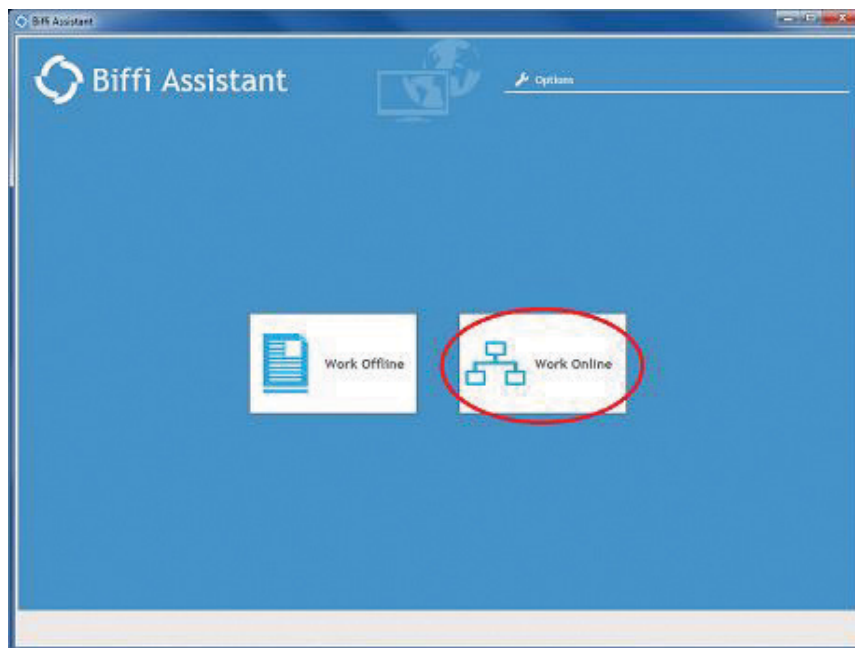 Biffi Assistant
Biffi Assistant
Options
Work Offline
Work Online